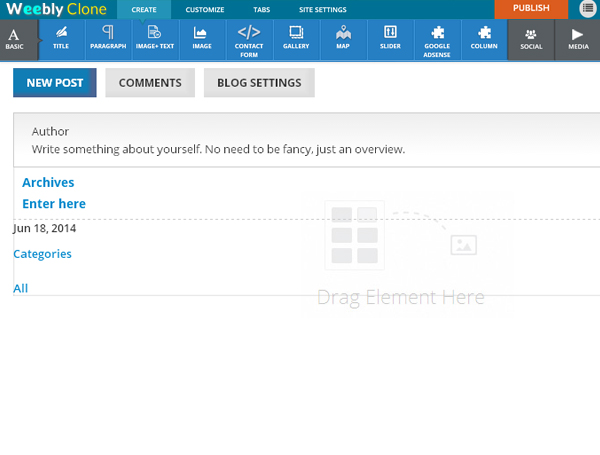 Weebly Clone CREATE CUSTOMIZE TABS SITE SETTINGS PUBLISH
A
BASIC TITLE PARAGRAPH IMAGE+ TEXT IMAGE CONTACT FORM GALLERY MAP SLIDER GOOGLE ADSENSE COLUMN SOCIAL MEDIA
NEW POST COMMENTS BLOG SETTINGS
Author
Write something about yourself. No need to be fancy, just an overview.
Archives
Enter here
Jun 18, 2014
Categories
All
Drag Element Here